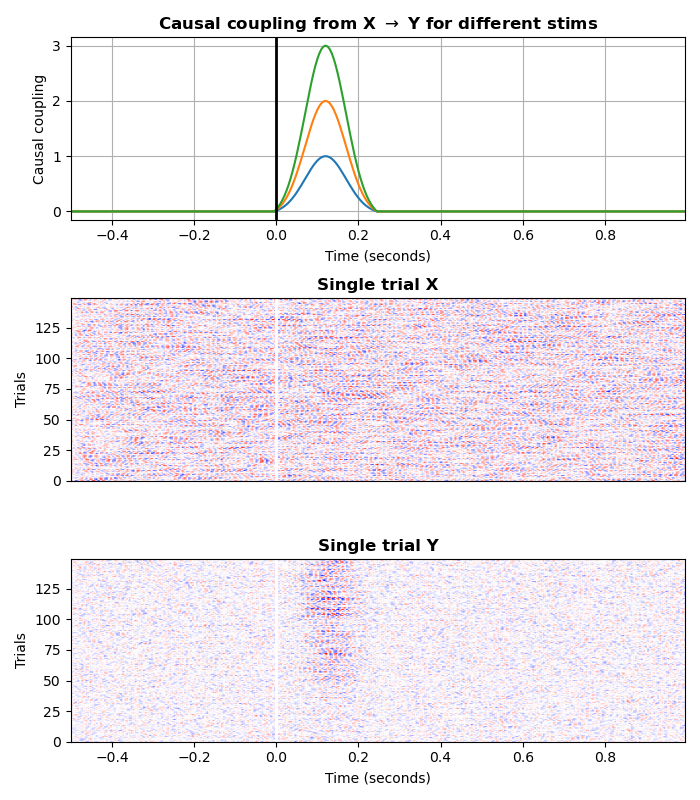 Causal coupling from X → Y for different stims
Causal coupling
3
2
1
0
−0.4 −0.2 0.0 0.2 0.4 0.6 0.8
Time (seconds)
Single trial X
Trials
125
100
75
50
25
0
Single trial Y
Trials
125
100
75
50
25
0
−0.4 −0.2 0.0 0.2 0.4 0.6 0.8
Time (seconds)